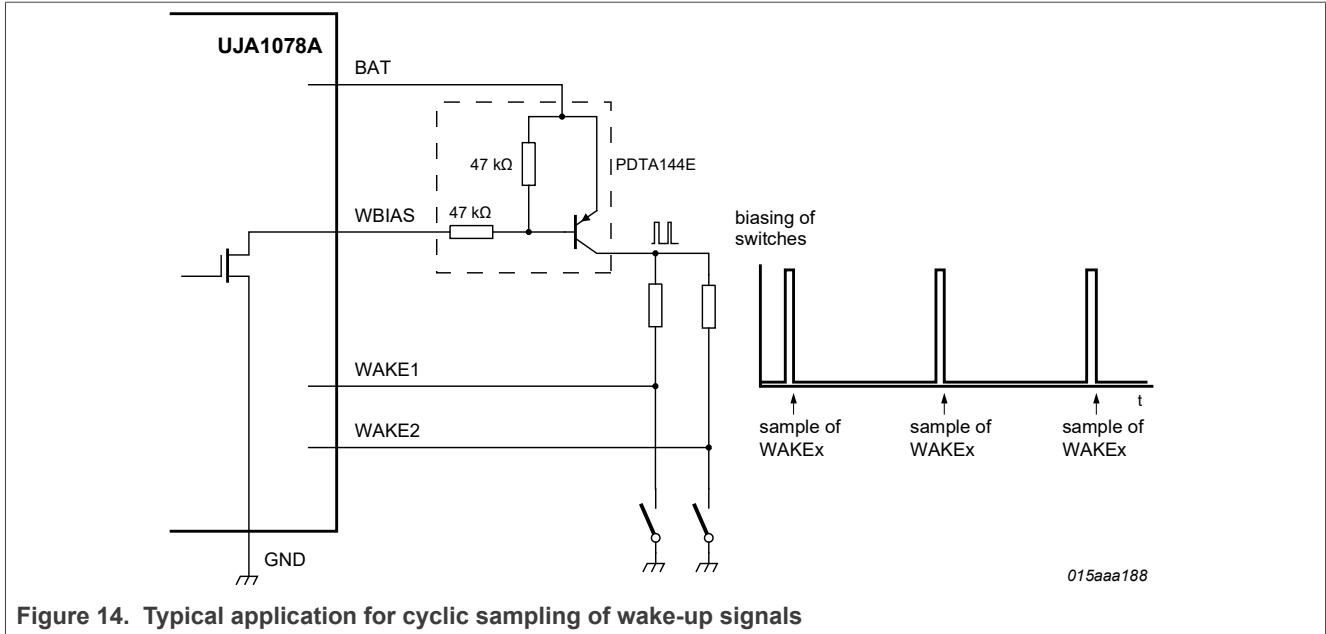 UJA1078A
BAT
47 kΩ
PDTA144E
WBIAS
47 kΩ
biasing of
switches
WAKE1
t
sample of
WAKEx
sample of
WAKEx
sample of
WAKEx
WAKE2
GND
015aaa188
Figure 14. Typical application for cyclic sampling of wake-up signals